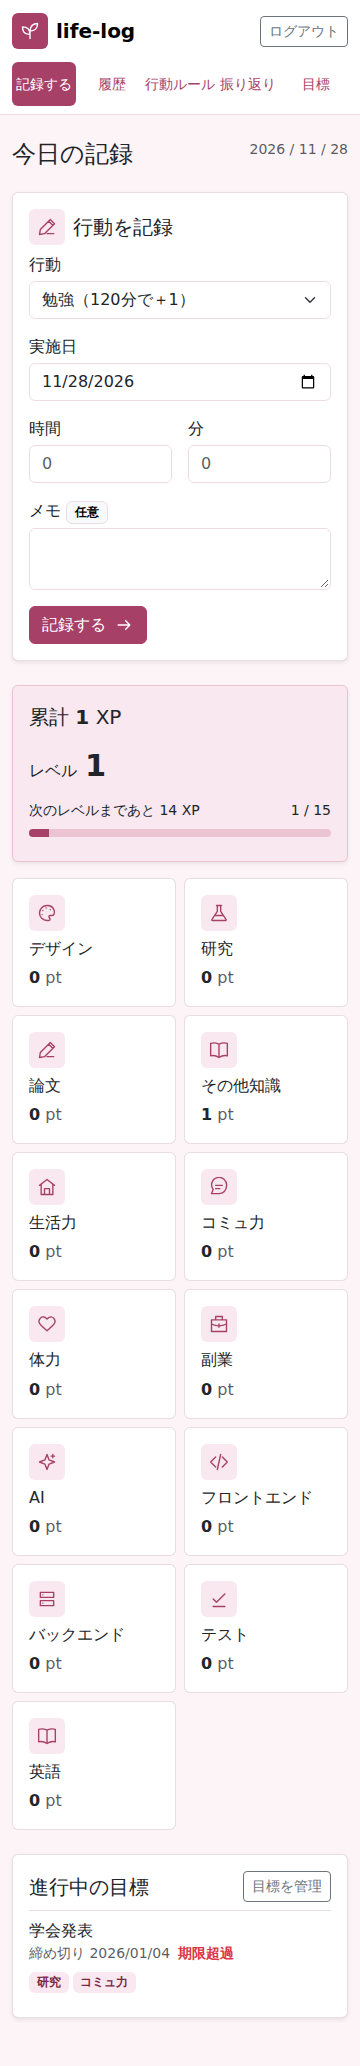 life-log ログアウト
記録する 履歴 行動ルール 振り返り 目標
今日の記録 2026 / 11 / 28
行動を記録
行動
勉強（120分で＋1）
実施日
11/28/2026
時間 分
0 0
メモ 任意
記録する →
累計 1 XP
レベル 1
次のレベルまであと 14 XP 1 / 15
デザイン 研究
0 pt 0 pt
論文 その他知識
0 pt 1 pt
生活力 コミュ力
0 pt 0 pt
体力 副業
0 pt 0 pt
AI フロントエンド
0 pt 0 pt
バックエンド テスト
0 pt 0 pt
英語
0 pt
進行中の目標 目標を管理
学会発表
締め切り 2026/01/04 期限超過
研究 コミュ力